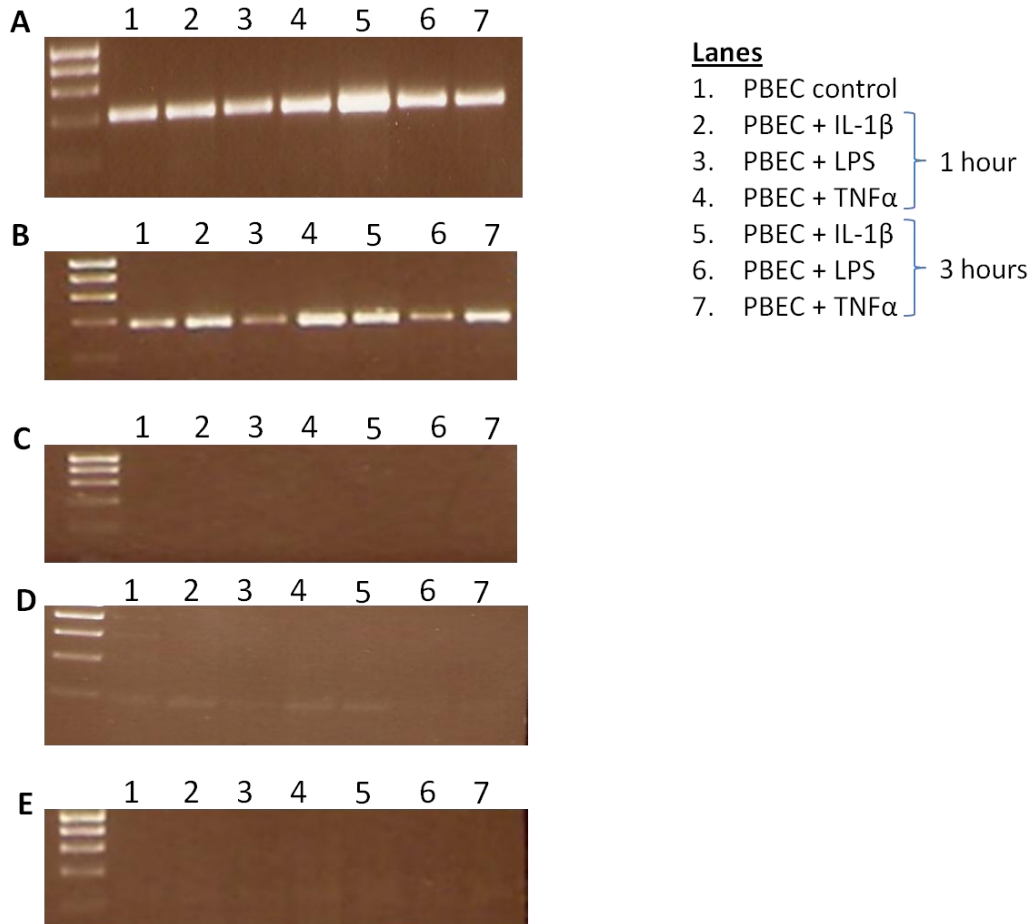 A
1 2 3 4 5 6 7
B
1 2 3 4 5 6 7
C
1 2 3 4 5 6 7
D
1 2 3 4 5 6 7
E
1 2 3 4 5 6 7
Lanes
1. PBEC control
2. PBEC + IL-1β
3. PBEC + LPS
4. PBEC + TNFα
1 hour
5. PBEC + IL-1β
6. PBEC + LPS
7. PBEC + TNFα
3 hours